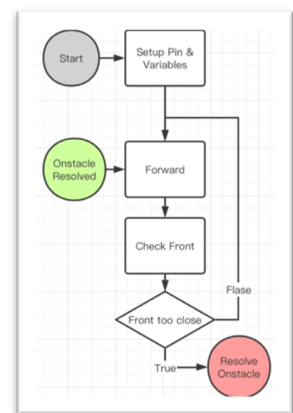 Start
Setup Pin &
Variables
Onstacle
Resolved
Forward
Check Front
Flase
Front too close
True
Resolve
Onstacle